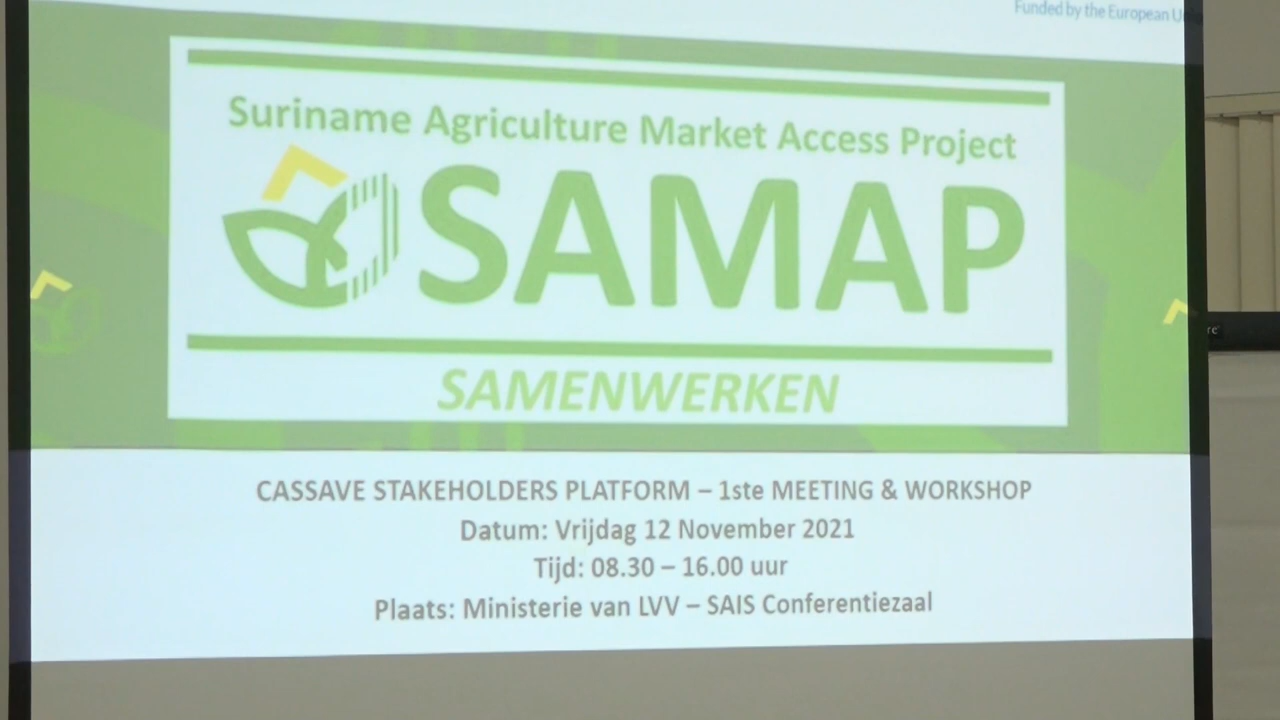 Funded by the European Union
Suriname Agriculture Market Access Project
SAMAP
SAMENWERKEN
CASSAVE STAKEHOLDERS PLATFORM – 1ste MEETING & WORKSHOP
Datum: Vrijdag 12 November 2021
Tijd: 08.30 – 16.00 uur
Plaats: Ministerie van LVV – SAIS Conferentiezaal